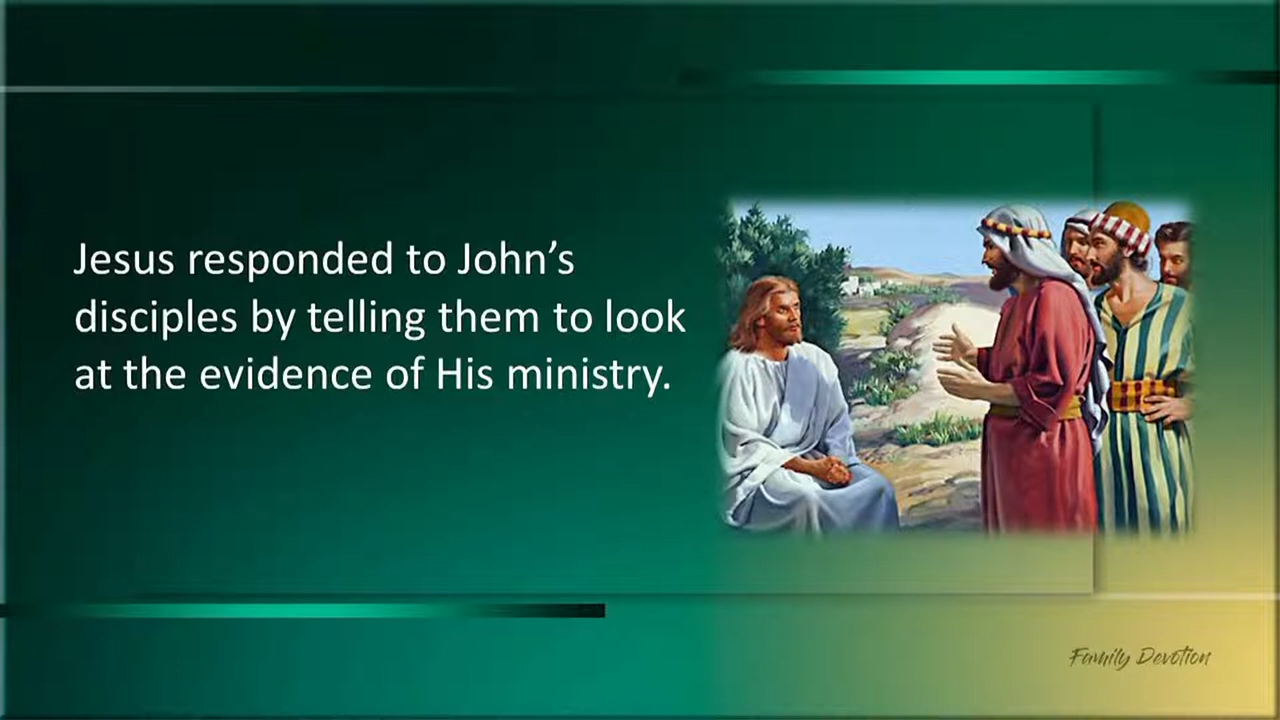 Jesus responded to John’s
disciples by telling them to look
at the evidence of His ministry.
Family Devotion